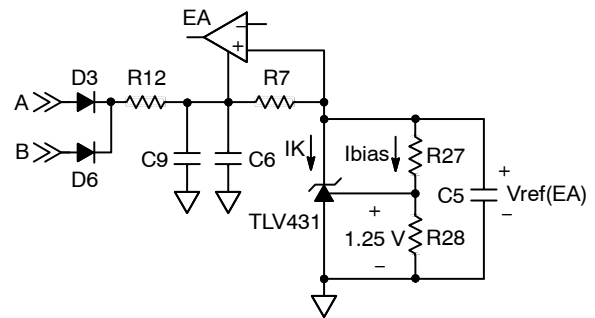 EA
−
+
D3
R12
R7
A
B
D6
C9
C6
IK
Ibias
R27
+
C5
Vref(EA)
−
TLV431
+
1.25 V
R28
−